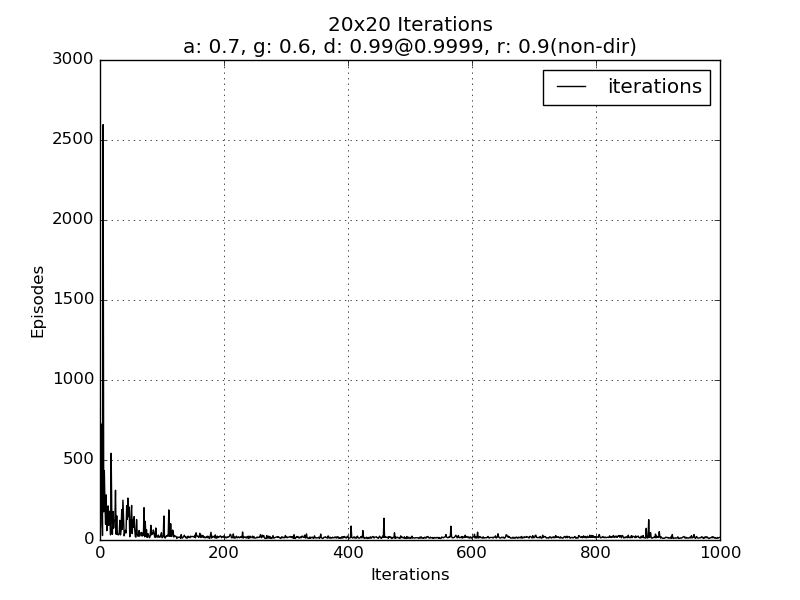 20x20 Iterations
a: 0.7, g: 0.6, d: 0.99@0.9999, r: 0.9(non-dir)
iterations
3000
2500
2000
1500
1000
500
0
Episodes
0 200 400 600 800 1000
Iterations